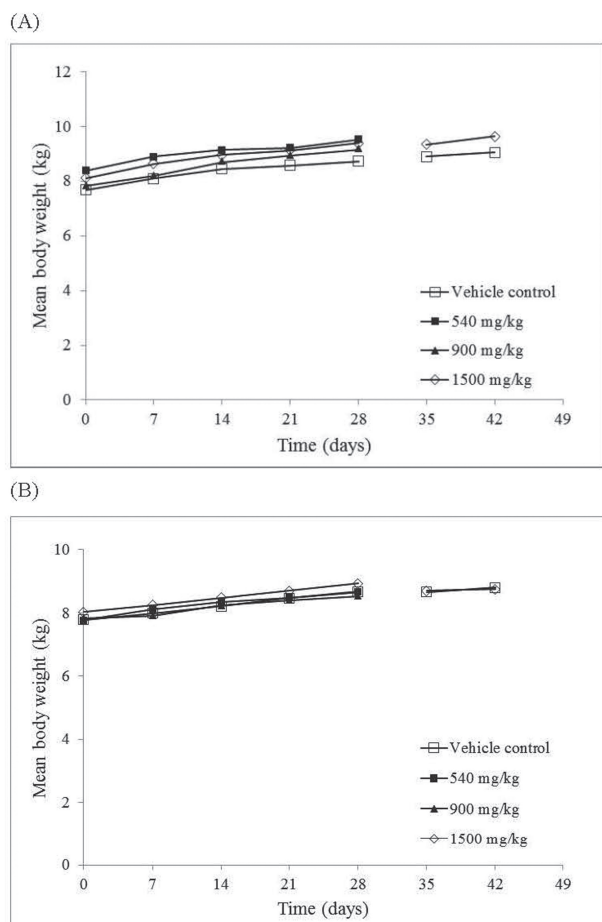 (A)
12
10
8
6
4
2
0
Mean body weight (kg)
Vehicle control
540 mg/kg
900 mg/kg
1500 mg/kg
0 7 14 21 28 35 42 49
Time (days)
(B)
10
8
6
4
2
0
Mean body weight (kg)
Vehicle control
540 mg/kg
900 mg/kg
1500 mg/kg
0 7 14 21 28 35 42 49
Time (days)